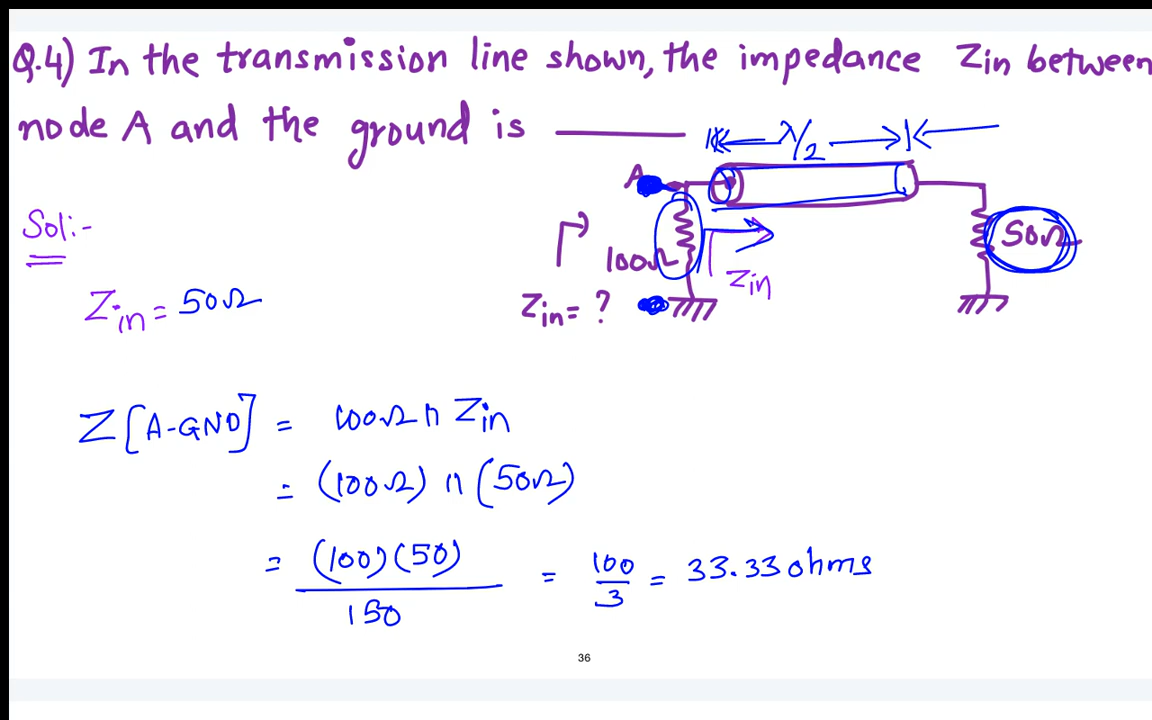 Q.4) In the transmission line shown, the impedance Zin between
node A and the ground is ______
λ/2
A
Sol:-
100Ω
50Ω
Zin
Zin = 50Ω
Zin = ?
Z[A-GND] = 100Ω || Zin
= (100Ω) || (50Ω)
= (100)(50)/150 = 100/3 = 33.33 ohms
36